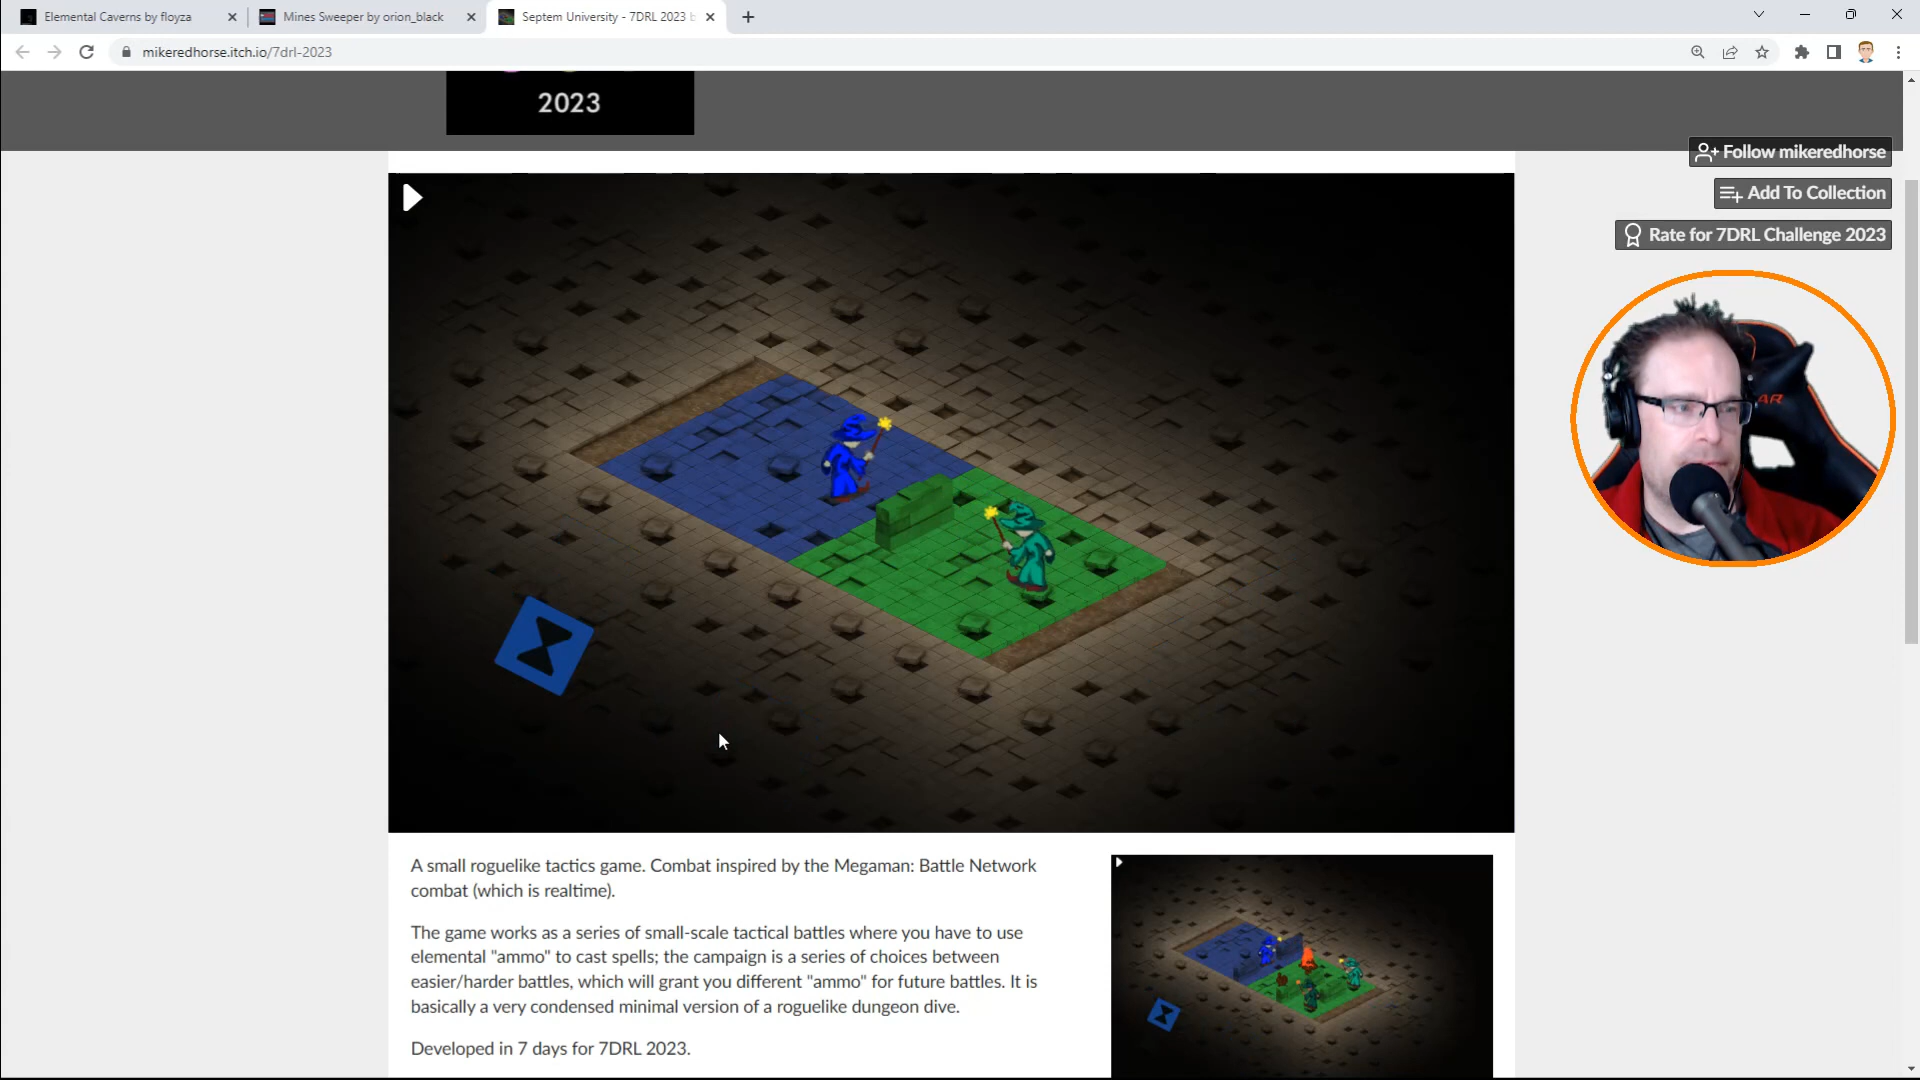 Elemental Caverns by floyza
Mines Sweeper by orion_black
Septem University - 7DRL 2023 b
mikeredhorse.itch.io/7drl-2023
2023
Follow mikeredhorse
Add To Collection
Rate for 7DRL Challenge 2023
AR
A small roguelike tactics game. Combat inspired by the Megaman: Battle Network
combat (which is realtime).
The game works as a series of small-scale tactical battles where you have to use
elemental "ammo" to cast spells; the campaign is a series of choices between
easier/harder battles, which will grant you different "ammo" for future battles. It is
basically a very condensed minimal version of a roguelike dungeon dive.
Developed in 7 days for 7DRL 2023.